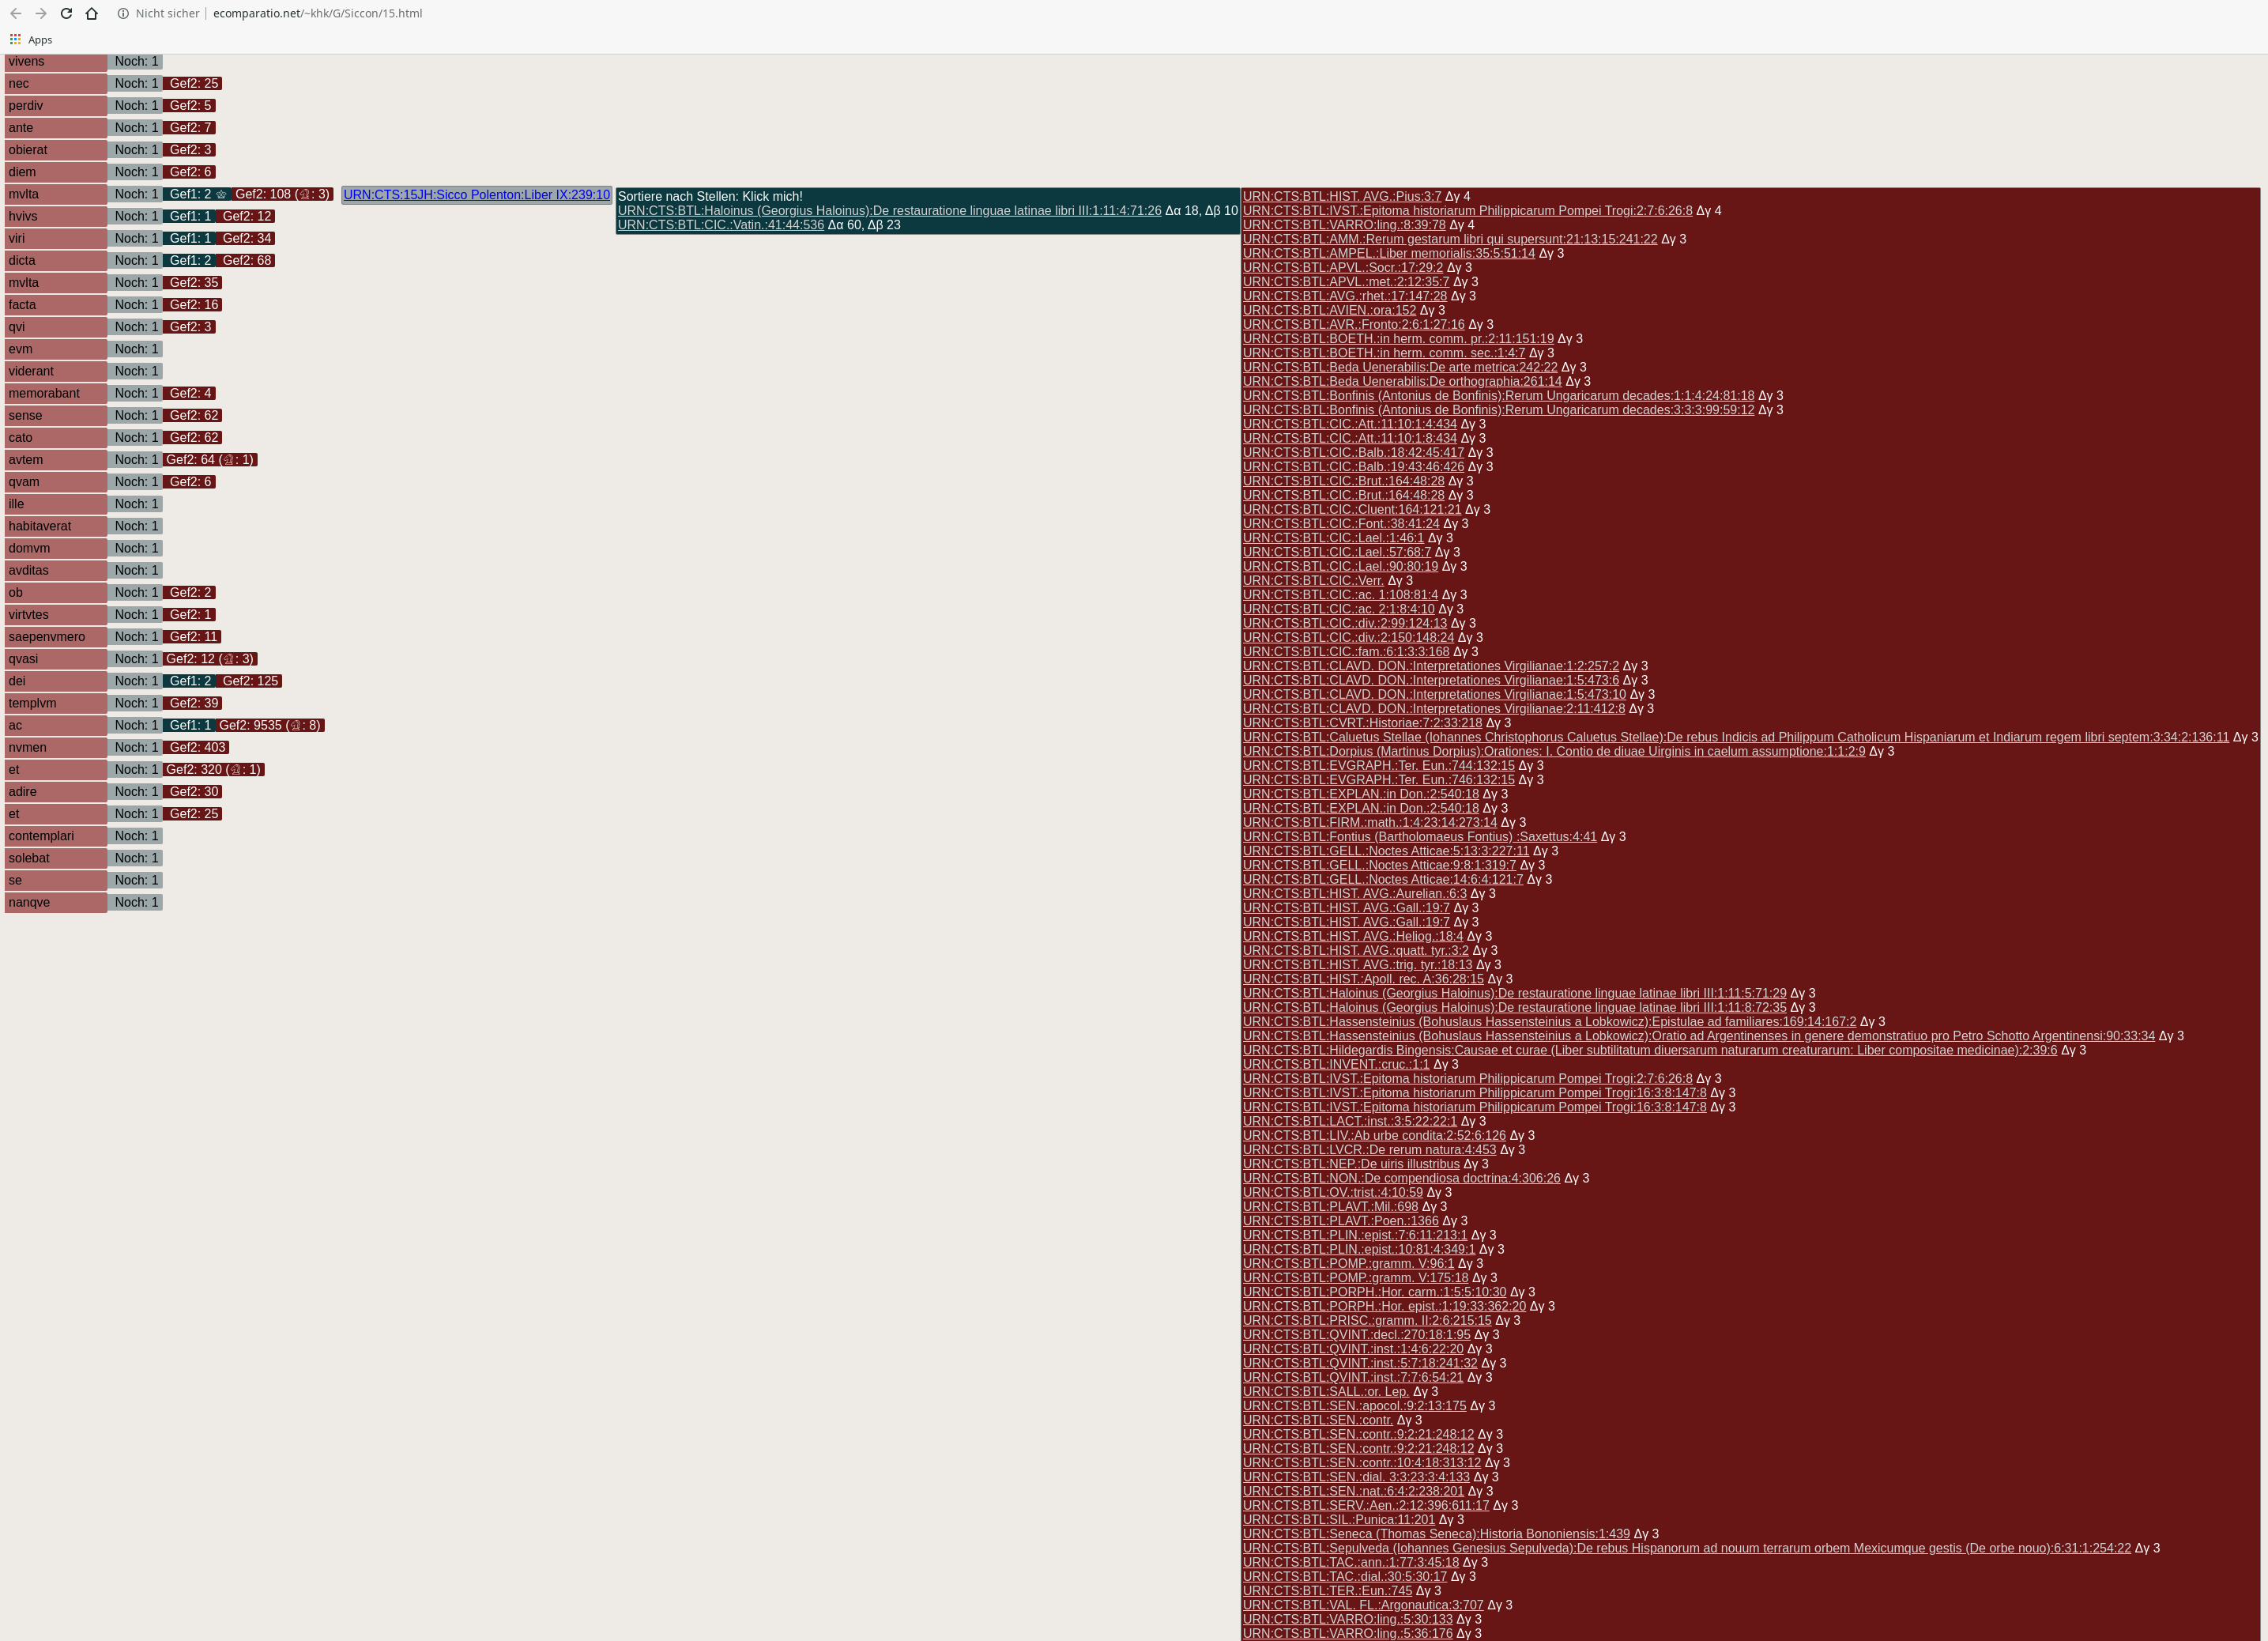 Nicht sicher ecomparatio.net/~khk/G/Siccon/15.html
Apps
vivens Noch: 1
nec Noch: 1 Gef2: 25
perdiv Noch: 1 Gef2: 5
ante Noch: 1 Gef2: 7
obierat Noch: 1 Gef2: 3
diem Noch: 1 Gef2: 6
mvlta Noch: 1 Gef1: 2 Gef2: 108 ( : 3) URN:CTS:15JH:Sicco Polenton:Liber IX:239:10
hvivs Noch: 1 Gef1: 1 Gef2: 12
viri Noch: 1 Gef1: 1 Gef2: 34
dicta Noch: 1 Gef1: 2 Gef2: 68
mvlta Noch: 1 Gef2: 35
facta Noch: 1 Gef2: 16
qvi Noch: 1 Gef2: 3
evm Noch: 1
viderant Noch: 1
memorabant Noch: 1 Gef2: 4
sense Noch: 1 Gef2: 62
cato Noch: 1 Gef2: 62
avtem Noch: 1 Gef2: 64 ( : 1)
qvam Noch: 1 Gef2: 6
ille Noch: 1
habitaverat Noch: 1
domvm Noch: 1
avditas Noch: 1
ob Noch: 1 Gef2: 2
virtvtes Noch: 1 Gef2: 1
saepenvmero Noch: 1 Gef2: 11
qvasi Noch: 1 Gef2: 12 ( : 3)
dei Noch: 1 Gef1: 2 Gef2: 125
templvm Noch: 1 Gef2: 39
ac Noch: 1 Gef1: 1 Gef2: 9535 ( : 8)
nvmen Noch: 1 Gef2: 403
et Noch: 1 Gef2: 320 ( : 1)
adire Noch: 1 Gef2: 30
et Noch: 1 Gef2: 25
contemplari Noch: 1
solebat Noch: 1
se Noch: 1
nanqve Noch: 1
Sortiere nach Stellen: Klick mich!
URN:CTS:BTL:Haloinus (Georgius Haloinus):De restauratione linguae latinae libri III:1:11:4:71:26 Δα 18, Δβ 10
URN:CTS:BTL:CIC.:Vatin.:41:44:536 Δα 60, Δβ 23
URN:CTS:BTL:HIST. AVG.:Pius:3:7 Δγ 4
URN:CTS:BTL:IVST.:Epitoma historiarum Philippicarum Pompei Trogi:2:7:6:26:8 Δγ 4
URN:CTS:BTL:VARRO:ling.:8:39:78 Δγ 4
URN:CTS:BTL:AMM.:Rerum gestarum libri qui supersunt:21:13:15:241:22 Δγ 3
URN:CTS:BTL:AMPEL.:Liber memorialis:35:5:51:14 Δγ 3
URN:CTS:BTL:APVL.:Socr.:17:29:2 Δγ 3
URN:CTS:BTL:APVL.:met.:2:12:35:7 Δγ 3
URN:CTS:BTL:AVG.:rhet.:17:147:28 Δγ 3
URN:CTS:BTL:AVIEN.:ora:152 Δγ 3
URN:CTS:BTL:AVR.:Fronto:2:6:1:27:16 Δγ 3
URN:CTS:BTL:BOETH.:in herm. comm. pr.:2:11:151:19 Δγ 3
URN:CTS:BTL:BOETH.:in herm. comm. sec.:1:4:7 Δγ 3
URN:CTS:BTL:Beda Uenerabilis:De arte metrica:242:22 Δγ 3
URN:CTS:BTL:Beda Uenerabilis:De orthographia:261:14 Δγ 3
URN:CTS:BTL:Bonfinis (Antonius de Bonfinis):Rerum Ungaricarum decades:1:1:4:24:81:18 Δγ 3
URN:CTS:BTL:Bonfinis (Antonius de Bonfinis):Rerum Ungaricarum decades:3:3:3:99:59:12 Δγ 3
URN:CTS:BTL:CIC.:Att.:11:10:1:4:434 Δγ 3
URN:CTS:BTL:CIC.:Att.:11:10:1:8:434 Δγ 3
URN:CTS:BTL:CIC.:Balb.:18:42:45:417 Δγ 3
URN:CTS:BTL:CIC.:Balb.:19:43:46:426 Δγ 3
URN:CTS:BTL:CIC.:Brut.:164:48:28 Δγ 3
URN:CTS:BTL:CIC.:Brut.:164:48:28 Δγ 3
URN:CTS:BTL:CIC.:Cluent:164:121:21 Δγ 3
URN:CTS:BTL:CIC.:Font.:38:41:24 Δγ 3
URN:CTS:BTL:CIC.:Lael.:1:46:1 Δγ 3
URN:CTS:BTL:CIC.:Lael.:57:68:7 Δγ 3
URN:CTS:BTL:CIC.:Lael.:90:80:19 Δγ 3
URN:CTS:BTL:CIC.:Verr. Δγ 3
URN:CTS:BTL:CIC.:ac. 1:108:81:4 Δγ 3
URN:CTS:BTL:CIC.:ac. 2:1:8:4:10 Δγ 3
URN:CTS:BTL:CIC.:div.:2:99:124:13 Δγ 3
URN:CTS:BTL:CIC.:div.:2:150:148:24 Δγ 3
URN:CTS:BTL:CIC.:fam.:6:1:3:3:168 Δγ 3
URN:CTS:BTL:CLAVD. DON.:Interpretationes Virgilianae:1:2:257:2 Δγ 3
URN:CTS:BTL:CLAVD. DON.:Interpretationes Virgilianae:1:5:473:6 Δγ 3
URN:CTS:BTL:CLAVD. DON.:Interpretationes Virgilianae:1:5:473:10 Δγ 3
URN:CTS:BTL:CLAVD. DON.:Interpretationes Virgilianae:2:11:412:8 Δγ 3
URN:CTS:BTL:CVRT.:Historiae:7:2:33:218 Δγ 3
URN:CTS:BTL:Caluetus Stellae (Iohannes Christophorus Caluetus Stellae):De rebus Indicis ad Philippum Catholicum Hispaniarum et Indiarum regem libri septem:3:34:2:136:11 Δγ 3
URN:CTS:BTL:Dorpius (Martinus Dorpius):Orationes: I. Contio de diuae Uirginis in caelum assumptione:1:1:2:9 Δγ 3
URN:CTS:BTL:EVGRAPH.:Ter. Eun.:744:132:15 Δγ 3
URN:CTS:BTL:EVGRAPH.:Ter. Eun.:746:132:15 Δγ 3
URN:CTS:BTL:EXPLAN.:in Don.:2:540:18 Δγ 3
URN:CTS:BTL:EXPLAN.:in Don.:2:540:18 Δγ 3
URN:CTS:BTL:FIRM.:math.:1:4:23:14:273:14 Δγ 3
URN:CTS:BTL:Fontius (Bartholomaeus Fontius) :Saxettus:4:41 Δγ 3
URN:CTS:BTL:GELL.:Noctes Atticae:5:13:3:227:11 Δγ 3
URN:CTS:BTL:GELL.:Noctes Atticae:9:8:1:319:7 Δγ 3
URN:CTS:BTL:GELL.:Noctes Atticae:14:6:4:121:7 Δγ 3
URN:CTS:BTL:HIST. AVG.:Aurelian.:6:3 Δγ 3
URN:CTS:BTL:HIST. AVG.:Gall.:19:7 Δγ 3
URN:CTS:BTL:HIST. AVG.:Gall.:19:7 Δγ 3
URN:CTS:BTL:HIST. AVG.:Heliog.:18:4 Δγ 3
URN:CTS:BTL:HIST. AVG.:quatt. tyr.:3:2 Δγ 3
URN:CTS:BTL:HIST. AVG.:trig. tyr.:18:13 Δγ 3
URN:CTS:BTL:HIST.:Apoll. rec. A:36:28:15 Δγ 3
URN:CTS:BTL:Haloinus (Georgius Haloinus):De restauratione linguae latinae libri III:1:11:5:71:29 Δγ 3
URN:CTS:BTL:Haloinus (Georgius Haloinus):De restauratione linguae latinae libri III:1:11:8:72:35 Δγ 3
URN:CTS:BTL:Hassensteinius (Bohuslaus Hassensteinius a Lobkowicz):Epistulae ad familiares:169:14:167:2 Δγ 3
URN:CTS:BTL:Hassensteinius (Bohuslaus Hassensteinius a Lobkowicz):Oratio ad Argentinenses in genere demonstratiuo pro Petro Schotto Argentinensi:90:33:34 Δγ 3
URN:CTS:BTL:Hildegardis Bingensis:Causae et curae (Liber subtilitatum diuersarum naturarum creaturarum: Liber compositae medicinae):2:39:6 Δγ 3
URN:CTS:BTL:INVENT.:cruc.:1:1 Δγ 3
URN:CTS:BTL:IVST.:Epitoma historiarum Philippicarum Pompei Trogi:2:7:6:26:8 Δγ 3
URN:CTS:BTL:IVST.:Epitoma historiarum Philippicarum Pompei Trogi:16:3:8:147:8 Δγ 3
URN:CTS:BTL:IVST.:Epitoma historiarum Philippicarum Pompei Trogi:16:3:8:147:8 Δγ 3
URN:CTS:BTL:LACT.:inst.:3:5:22:22:1 Δγ 3
URN:CTS:BTL:LIV.:Ab urbe condita:2:52:6:126 Δγ 3
URN:CTS:BTL:LVCR.:De rerum natura:4:453 Δγ 3
URN:CTS:BTL:NEP.:De uiris illustribus Δγ 3
URN:CTS:BTL:NON.:De compendiosa doctrina:4:306:26 Δγ 3
URN:CTS:BTL:OV.:trist.:4:10:59 Δγ 3
URN:CTS:BTL:PLAVT.:Mil.:698 Δγ 3
URN:CTS:BTL:PLAVT.:Poen.:1366 Δγ 3
URN:CTS:BTL:PLIN.:epist.:7:6:11:213:1 Δγ 3
URN:CTS:BTL:PLIN.:epist.:10:81:4:349:1 Δγ 3
URN:CTS:BTL:POMP.:gramm. V:96:1 Δγ 3
URN:CTS:BTL:POMP.:gramm. V:175:18 Δγ 3
URN:CTS:BTL:PORPH.:Hor. carm.:1:5:5:10:30 Δγ 3
URN:CTS:BTL:PORPH.:Hor. epist.:1:19:33:362:20 Δγ 3
URN:CTS:BTL:PRISC.:gramm. II:2:6:215:15 Δγ 3
URN:CTS:BTL:QVINT.:decl.:270:18:1:95 Δγ 3
URN:CTS:BTL:QVINT.:inst.:1:4:6:22:20 Δγ 3
URN:CTS:BTL:QVINT.:inst.:5:7:18:241:32 Δγ 3
URN:CTS:BTL:QVINT.:inst.:7:7:6:54:21 Δγ 3
URN:CTS:BTL:SALL.:or. Lep. Δγ 3
URN:CTS:BTL:SEN.:apocol.:9:2:13:175 Δγ 3
URN:CTS:BTL:SEN.:contr. Δγ 3
URN:CTS:BTL:SEN.:contr.:9:2:21:248:12 Δγ 3
URN:CTS:BTL:SEN.:contr.:9:2:21:248:12 Δγ 3
URN:CTS:BTL:SEN.:contr.:10:4:18:313:12 Δγ 3
URN:CTS:BTL:SEN.:dial. 3:3:23:3:4:133 Δγ 3
URN:CTS:BTL:SEN.:nat.:6:4:2:238:201 Δγ 3
URN:CTS:BTL:SERV.:Aen.:2:12:396:611:17 Δγ 3
URN:CTS:BTL:SIL.:Punica:11:201 Δγ 3
URN:CTS:BTL:Seneca (Thomas Seneca):Historia Bononiensis:1:439 Δγ 3
URN:CTS:BTL:Sepulveda (Iohannes Genesius Sepulveda):De rebus Hispanorum ad nouum terrarum orbem Mexicumque gestis (De orbe nouo):6:31:1:254:22 Δγ 3
URN:CTS:BTL:TAC.:ann.:1:77:3:45:18 Δγ 3
URN:CTS:BTL:TAC.:dial.:30:5:30:17 Δγ 3
URN:CTS:BTL:TER.:Eun.:745 Δγ 3
URN:CTS:BTL:VAL. FL.:Argonautica:3:707 Δγ 3
URN:CTS:BTL:VARRO:ling.:5:30:133 Δγ 3
URN:CTS:BTL:VARRO:ling.:5:36:176 Δγ 3